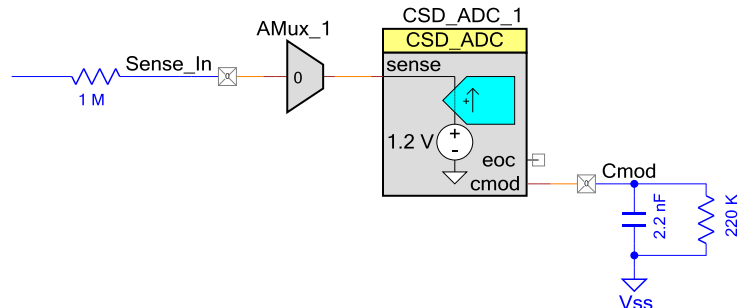 CSD_ADC_1
AMux_1
CSD_ADC
Sense_In
sense
0
1 M
+
1.2 V
+
-
eoc
cmod
Cmod
2.2 nF
220 K
Vss